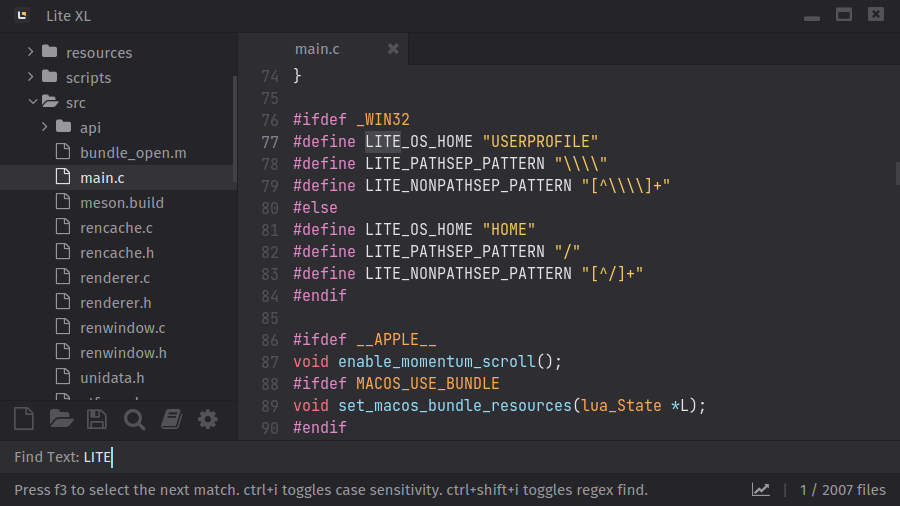 Lite XL
resources
scripts
src
api
bundle_open.m
main.c
meson.build
rencache.c
rencache.h
renderer.c
renderer.h
renwindow.c
renwindow.h
unidata.h
main.c
74 }
75
76 #ifdef _WIN32
77 #define LITE_OS_HOME "USERPROFILE"
78 #define LITE_PATHSEP_PATTERN "\\\\"
79 #define LITE_NONPATHSEP_PATTERN "[^\\\\]+"
80 #else
81 #define LITE_OS_HOME "HOME"
82 #define LITE_PATHSEP_PATTERN "/"
83 #define LITE_NONPATHSEP_PATTERN "[^/]+"
84 #endif
85
86 #ifdef __APPLE__
87 void enable_momentum_scroll();
88 #ifdef MACOS_USE_BUNDLE
89 void set_macos_bundle_resources(lua_State *L);
90 #endif
Find Text: LITE
Press f3 to select the next match. ctrl+i toggles case sensitivity. ctrl+shift+i toggles regex find.
1 / 2007 files